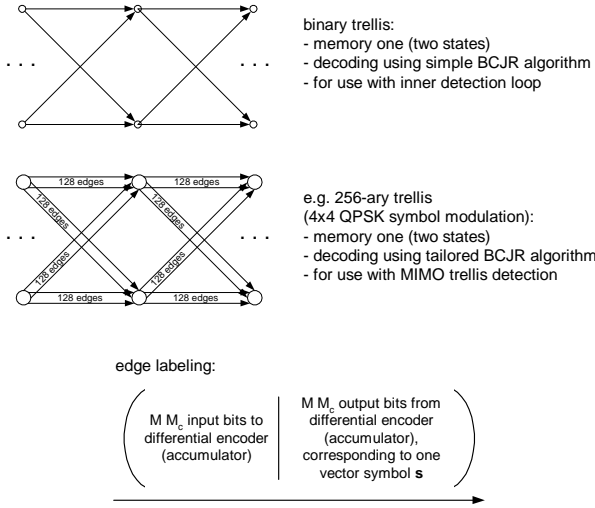 binary trellis:
- memory one (two states)
- decoding using simple BCJR algorithm
- for use with inner detection loop
. . .
. . .
128 edges
128 edges
128 edges
128 edges
128 edges
128 edges
128 edges
128 edges
. . .
. . .
e.g. 256-ary trellis
(4x4 QPSK symbol modulation):
- memory one (two states)
- decoding using tailored BCJR algorithm
- for use with MIMO trellis detection
edge labeling:
M Mc input bits to
differential encoder
(accumulator)
M Mc output bits from
differential encoder
(accumulator),
corresponding to one
vector symbol s